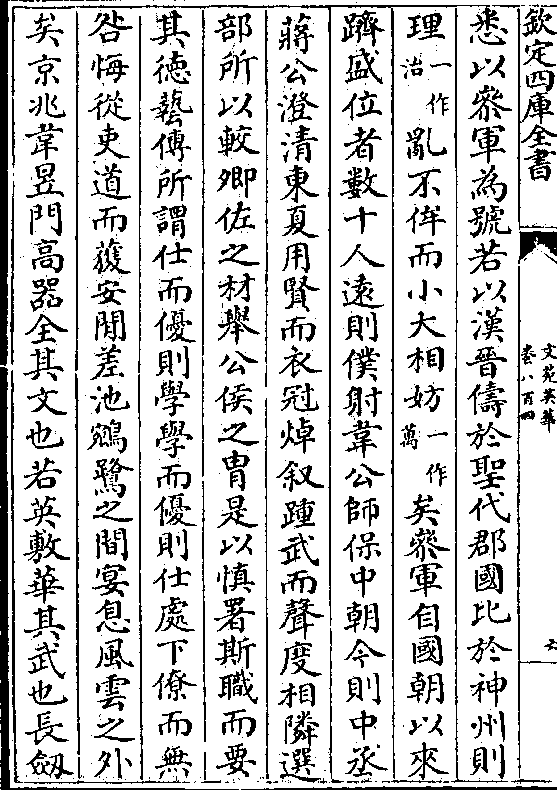 欽定四庫全書
文苑英華
卷八百四
悉以叅軍為號若以漢晉儔於聖代郡國比於神州則
理一作治亂不侔而小大相妨一作萬矣叅軍自國朝以來
躋盛位者數十人遠則僕射韋公師保中朝今則中丞
蔣公澄清東夏用賢而衣冠焯叙踵武而聲度相隣選
部所以較卿佐之材舉公侯之胄是以慎署斯職而要
其徳藝傅所謂仕而優則學學而優則仕處下僚而無
咎悔從吏道而獲安閒差池鵷鷺之間宴息風雲之外
矣京兆韋昱門高噐全其文也若英敷華其武也長劔